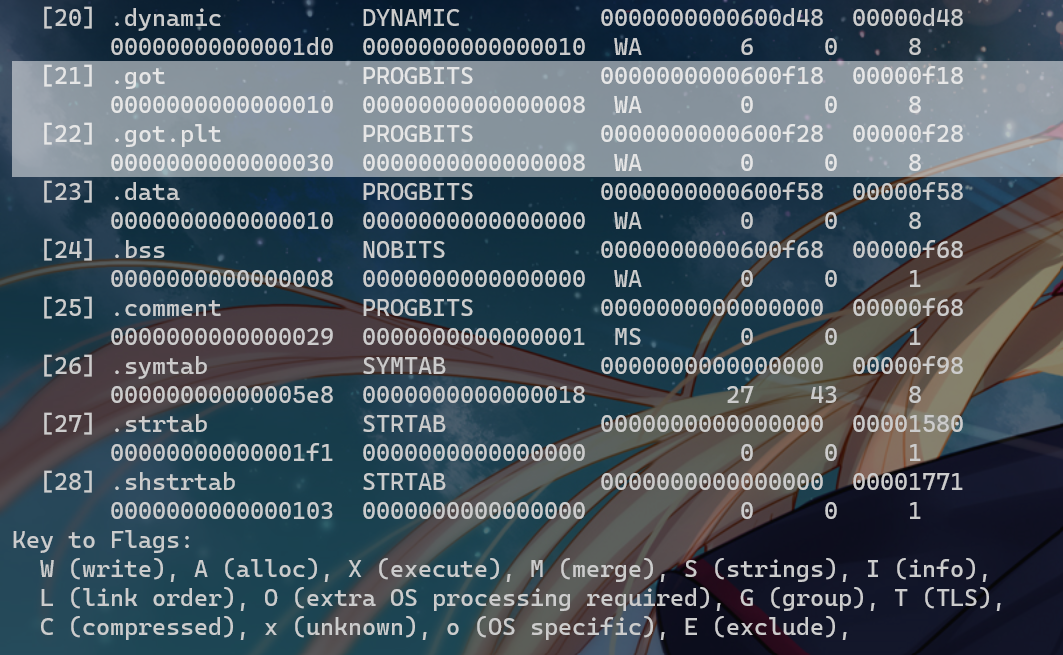 [20] .dynamic DYNAMIC 0000000000600d48 00000d48
00000000000001d0 0000000000000010 WA 6 0 8
[21] .got PROGBITS 0000000000600f18 00000f18
0000000000000010 0000000000000008 WA 0 0 8
[22] .got.plt PROGBITS 0000000000600f28 00000f28
0000000000000030 0000000000000008 WA 0 0 8
[23] .data PROGBITS 0000000000600f58 00000f58
0000000000000010 0000000000000000 WA 0 0 8
[24] .bss NOBITS 0000000000600f68 00000f68
0000000000000008 0000000000000000 WA 0 0 1
[25] .comment PROGBITS 0000000000000000 00000f68
0000000000000029 0000000000000001 MS 0 0 1
[26] .symtab SYMTAB 0000000000000000 00000f98
00000000000005e8 0000000000000018 27 43 8
[27] .strtab STRTAB 0000000000000000 00001580
00000000000001f1 0000000000000000 0 0 1
[28] .shstrtab STRTAB 0000000000000000 00001771
0000000000000103 0000000000000000 0 0 1
Key to Flags:
W (write), A (alloc), X (execute), M (merge), S (strings), I (info),
L (link order), O (extra OS processing required), G (group), T (TLS),
C (compressed), x (unknown), o (OS specific), E (exclude),